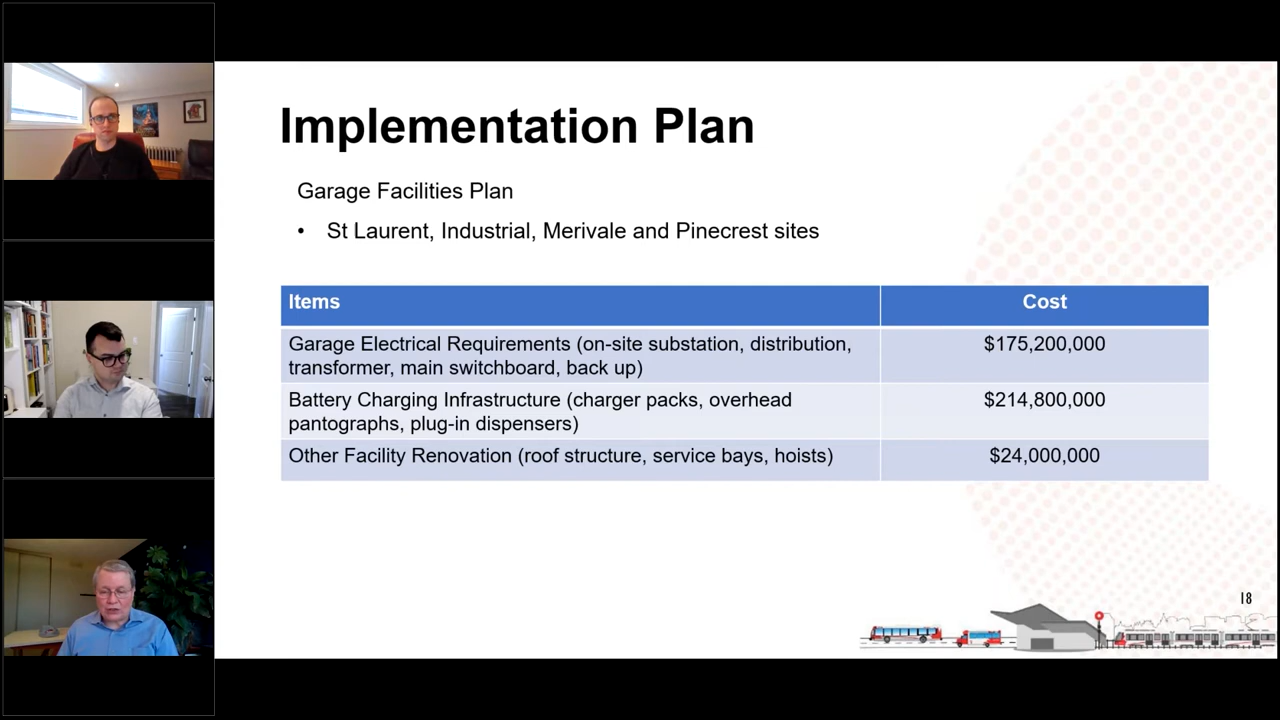 Implementation Plan
Garage Facilities Plan
• St Laurent, Industrial, Merivale and Pinecrest sites
Items
Cost
Garage Electrical Requirements (on-site substation, distribution,
transformer, main switchboard, back up)
$175,200,000
Battery Charging Infrastructure (charger packs, overhead
pantographs, plug-in dispensers)
$214,800,000
Other Facility Renovation (roof structure, service bays, hoists)
$24,000,000
18